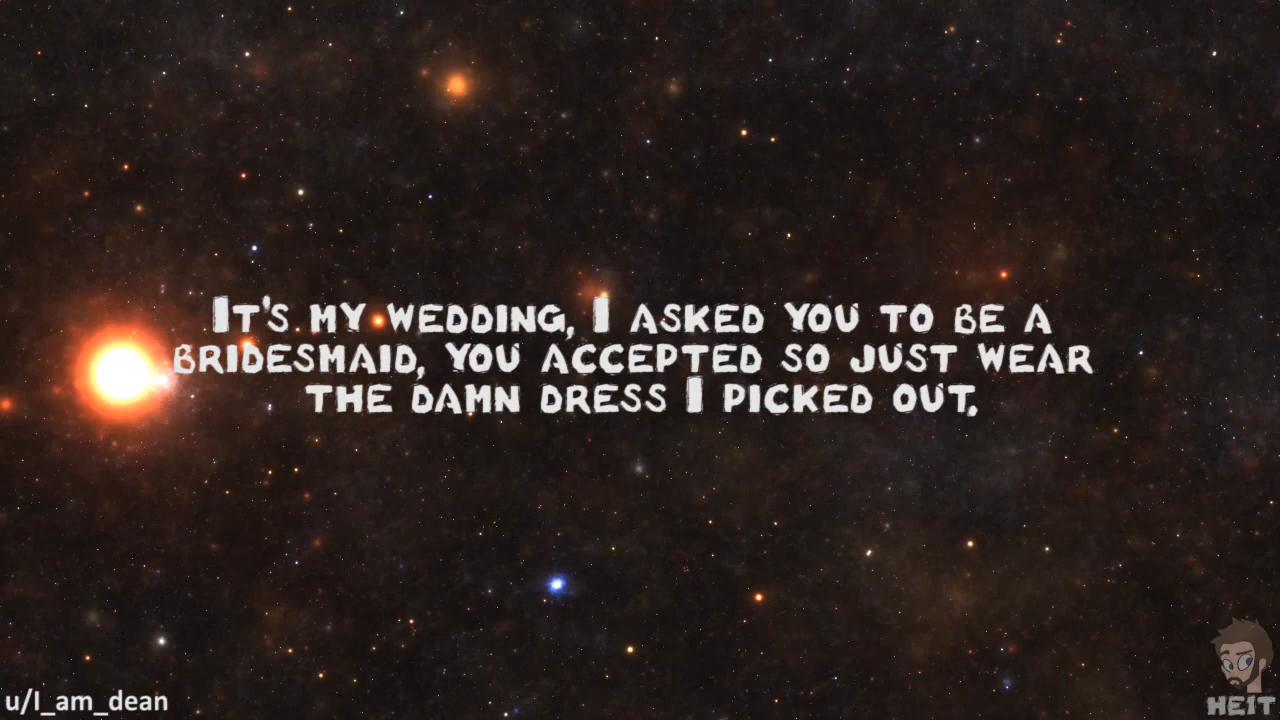 It's my wedding, I asked you to be a
bridesmaid, you accepted so just wear
the damn dress I picked out.
u/I_am_dean
HEIT